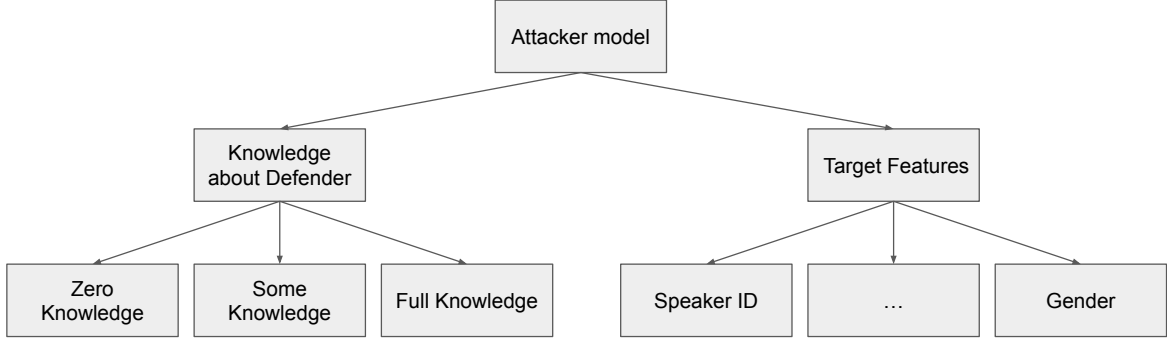 Attacker model
Knowledge
about Defender
Target Features
Zero
Knowledge
Some
Knowledge
Full Knowledge
Speaker ID
...
Gender